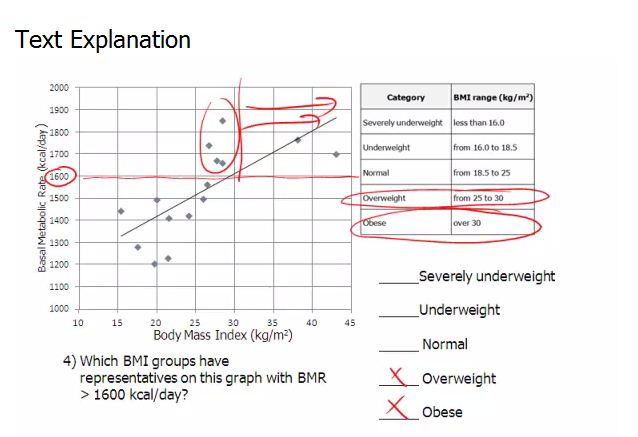 Text Explanation
2000
1900
1800
1700
1600
1500
1400
1300
1200
1100
1000
Basal Metabolic Rate (kcal/day)
10 15 20 25 30 35 40 45
Body Mass Index (kg/m²)
Category BMI range (kg/m²)
Severely underweight less than 16.0
Underweight from 16.0 to 18.5
Normal from 18.5 to 25
Overweight from 25 to 30
Obese over 30
4) Which BMI groups have
representatives on this graph with BMR
> 1600 kcal/day?
____Severely underweight
____Underweight
____ Normal
X Overweight
X Obese